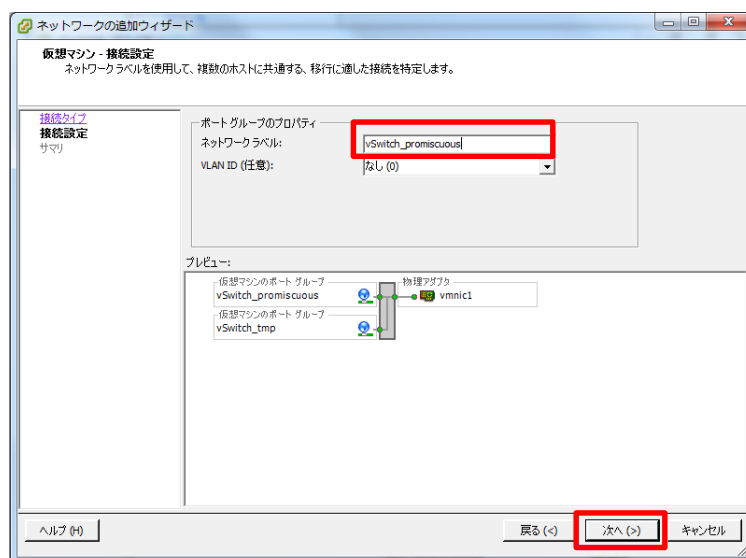 ネットワークの追加ウィザード
仮想マシン - 接続設定
ネットワークラベルを使用して、複数のホストに共通する、移行に適した接続を特定します。
接続タイプ
接続設定
サマリ
ポート グループのプロパティ
ネットワーク ラベル:
vSwitch_promiscuous
VLAN ID (任意):
なし (0)
プレビュー:
仮想マシンのポート グループ
vSwitch_promiscuous
物理アダプタ
vmnic1
仮想マシンのポート グループ
vSwitch_tmp
ヘルプ (H)
戻る (<)
次へ (>)
キャンセル